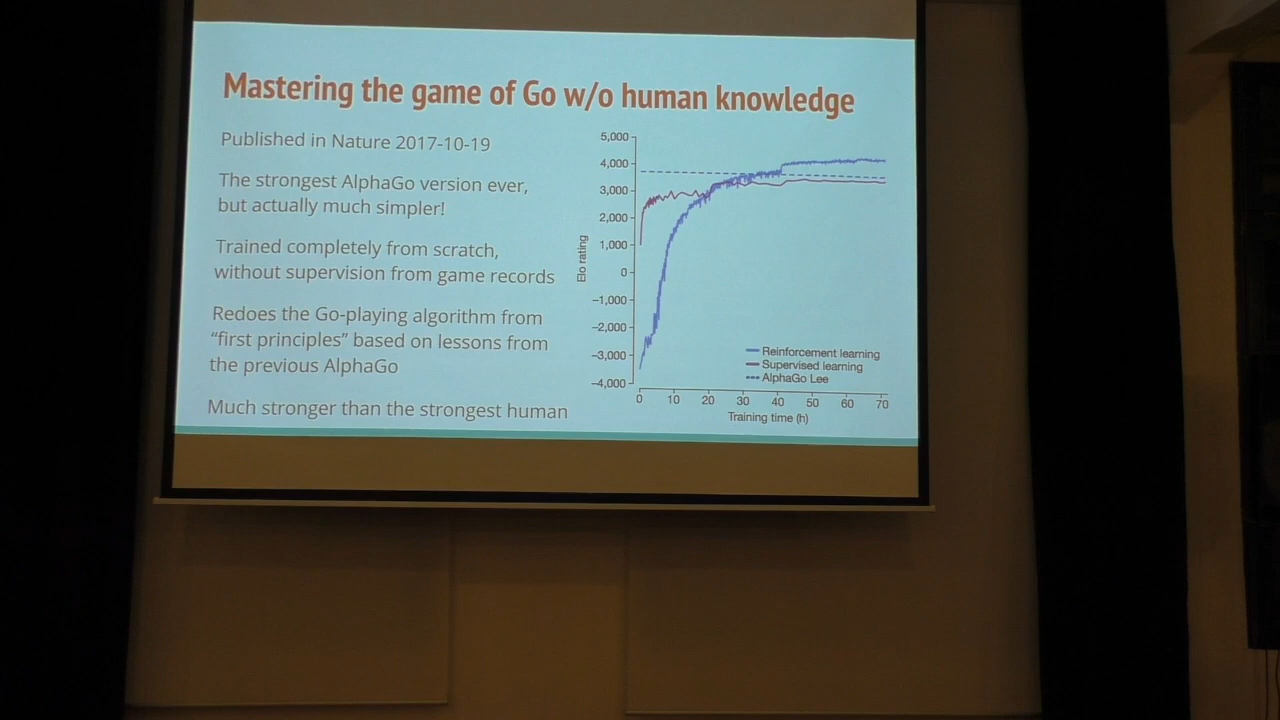 Mastering the game of Go w/o human knowledge
Published in Nature 2017-10-19
The strongest AlphaGo version ever,
but actually much simpler!
Trained completely from scratch,
without supervision from game records
Redoes the Go-playing algorithm from
“first principles” based on lessons from
the previous AlphaGo
Much stronger than the strongest human
5,000
4,000
3,000
2,000
1,000
0
–1,000
–2,000
–3,000
–4,000
Elo rating
Reinforcement learning
Supervised learning
AlphaGo Lee
0 10 20 30 40 50 60 70
Training time (h)